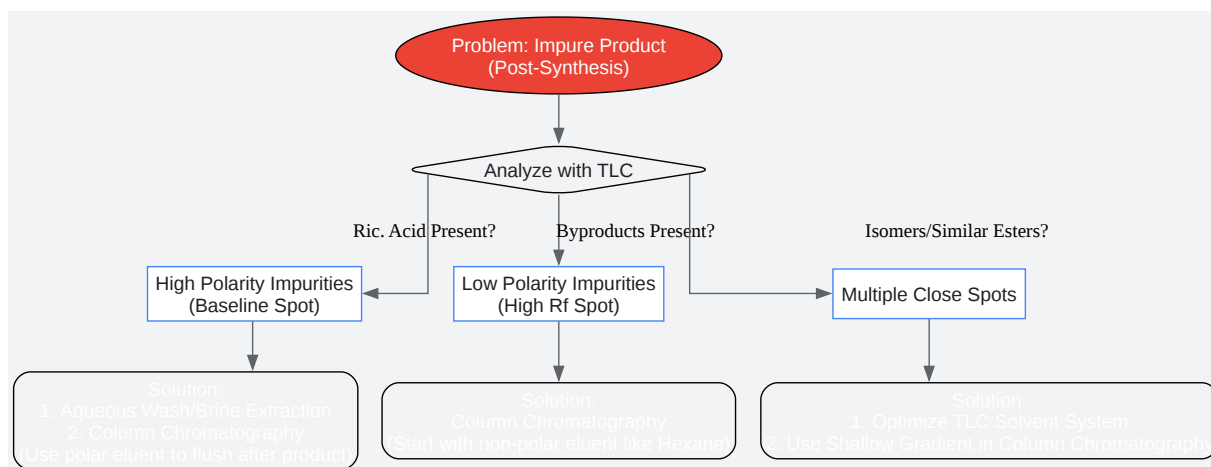 Problem: Impure Product
(Post-Synthesis)
Analyze with TLC
Ric. Acid Present?
Byproducts Present?
Isomers/Similar Esters?
High Polarity Impurities
(Baseline Spot)
Low Polarity Impurities
(High Rf Spot)
Multiple Close Spots
Solution:
1. Aqueous Wash/Brine Extraction
2. Column Chromatography
(Use polar eluent to flush after product)
Solution:
Column Chromatography
(Start with non-polar eluent like Hexane)
Solution:
1. Optimize TLC Solvent System
2. Use Shallow Gradient in Column Chromatography